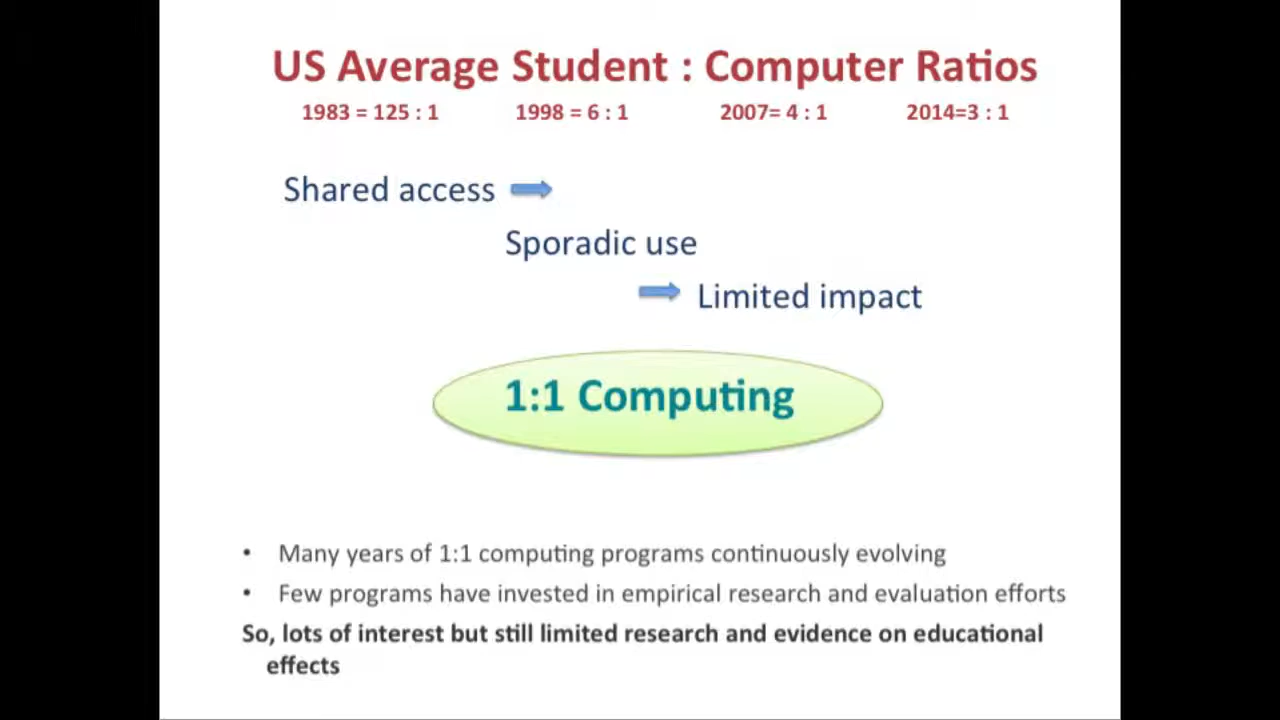 US Average Student : Computer Ratios
1983 = 125 : 1 1998 = 6 : 1 2007= 4 : 1 2014=3 : 1
Shared access
Sporadic use
Limited impact
1:1 Computing
• Many years of 1:1 computing programs continuously evolving
• Few programs have invested in empirical research and evaluation efforts
So, lots of interest but still limited research and evidence on educational
effects